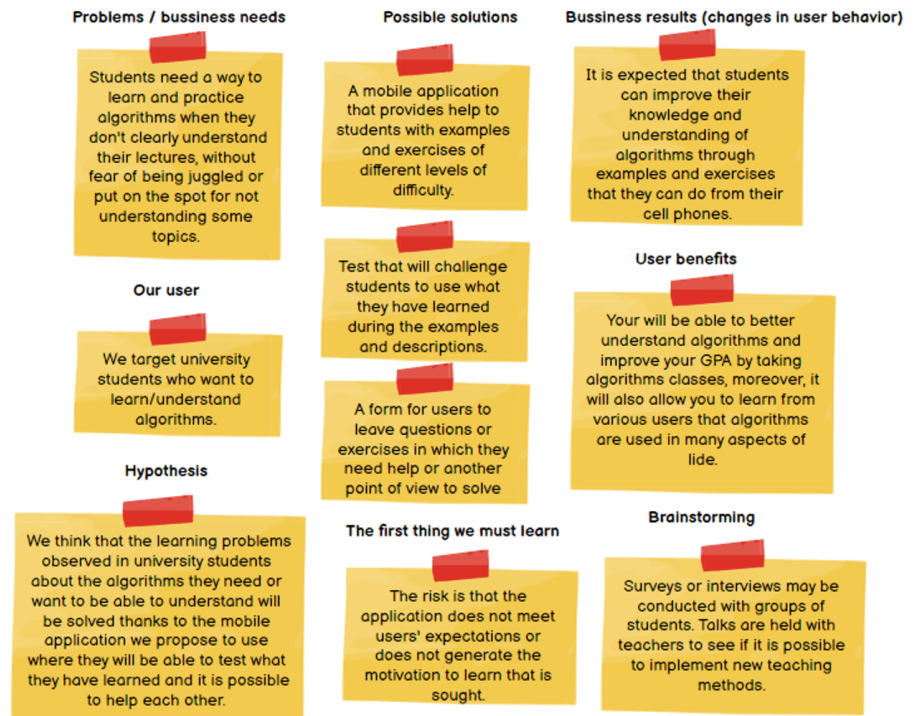 Problems / bussiness needs
Students need a way to
learn and practice
algorithms when they
don't clearly understand
their lectures, without
fear of being juggled or
put on the spot for not
understanding some
topics.
Our user
We target university
students who want to
learn/understand
algorithms.
Hypothesis
We think that the learning problems
observed in university students
about the algorithms they need or
want to be able to understand will
be solved thanks to the mobile
application we propose to use
where they will be able to test what
they have learned and it is possible
to help each other.
Possible solutions
A mobile application
that provides help to
students with examples
and exercises of
different levels of
difficulty.
Test that will challenge
students to use what
they have learned
during the examples
and descriptions.
A form for users to
leave questions or
exercises in which they
need help or another
point of view to solve
The first thing we must learn
The risk is that the
application does not meet
users' expectations or
does not generate the
motivation to learn that is
sought.
Bussiness results (changes in user behavior)
It is expected that students
can improve their
knowledge and
understanding of
algorithms through
examples and exercises
that they can do from their
cell phones.
User benefits
Your will be able to better
understand algorithms and
improve your GPA by taking
algorithms classes, moreover, it
will also allow you to learn from
various users that algorithms
are used in many aspects of
lide.
Brainstorming
Surveys or interviews may be
conducted with groups of
students. Talks are held with
teachers to see if it is possible
to implement new teaching
methods.